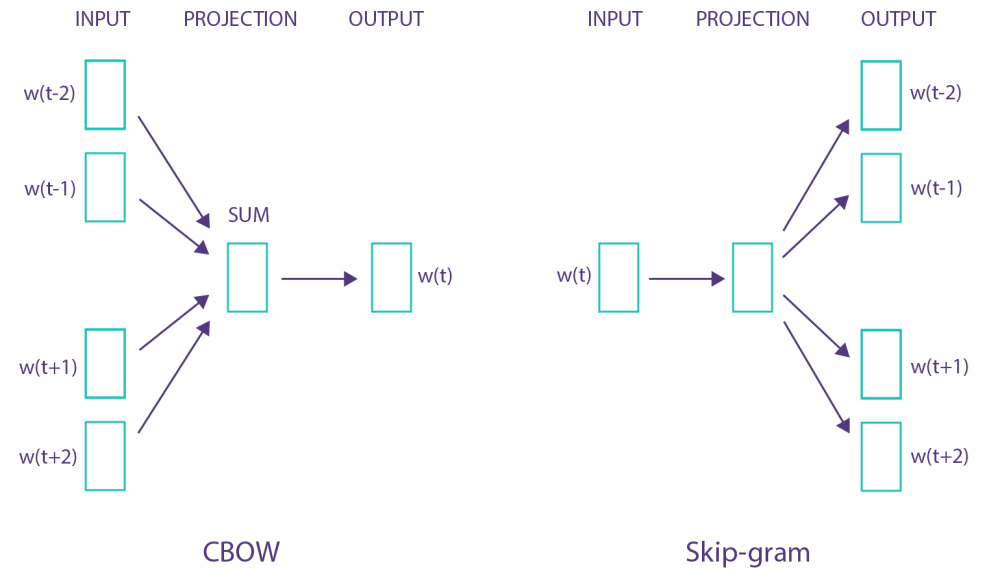 INPUT PROJECTION OUTPUT
w(t-2)
w(t-1)
SUM
w(t)
w(t+1)
w(t+2)
CBOW
INPUT PROJECTION OUTPUT
w(t-2)
w(t-1)
w(t)
w(t+1)
w(t+2)
Skip-gram